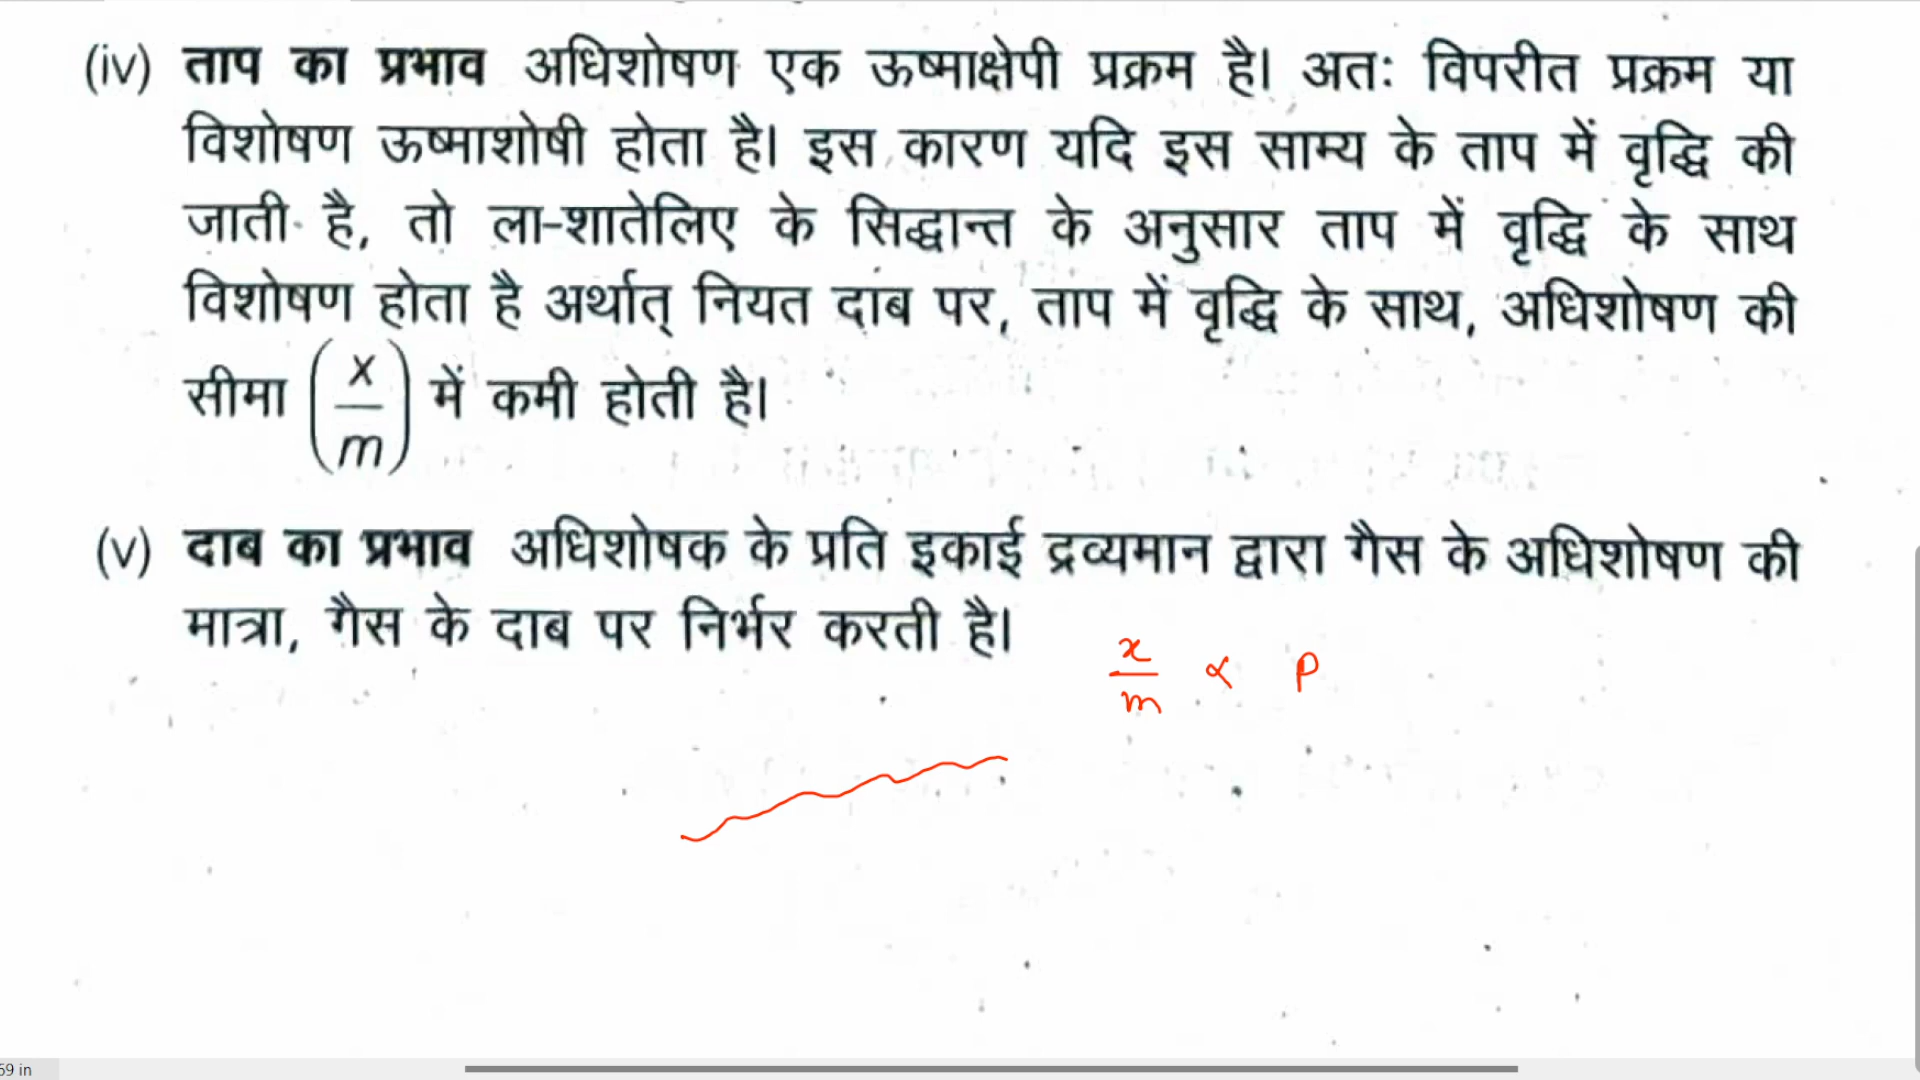 (iv) ताप का प्रभाव अधिशोषण एक ऊष्माक्षेपी प्रक्रम है। अतः विपरीत प्रक्रम या
विशोषण ऊष्माशोषी होता है। इस कारण यदि इस साम्य के ताप में वृद्धि की
जाती है, तो ला-शातेलिए के सिद्धान्त के अनुसार ताप में वृद्धि के साथ
विशोषण होता है अर्थात् नियत दाब पर, ताप में वृद्धि के साथ, अधिशोषण की
सीमा (x/m) में कमी होती है।
(v) दाब का प्रभाव अधिशोषक के प्रति इकाई द्रव्यमान द्वारा गैस के अधिशोषण की
मात्रा, गैस के दाब पर निर्भर करती है।
x/m ∝ P
69 in